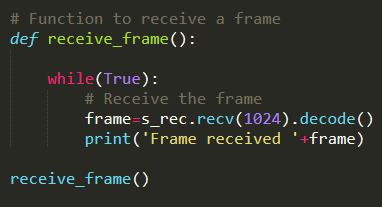 # Function to receive a frame
def receive_frame():
    while(True):
        # Receive the frame
        frame=s_rec.recv(1024).decode()
        print('Frame received '+frame)
receive_frame()